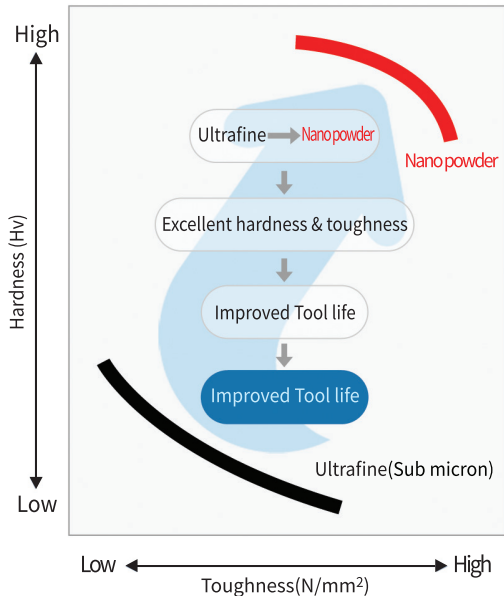 High
Ultrafine
Nano powder
Nano powder
Excellent hardness & toughness
Hardness (Hv)
Improved Tool life
Improved Tool life
Ultrafine(Sub micron)
Low
Low
High
Toughness(N/mm²)